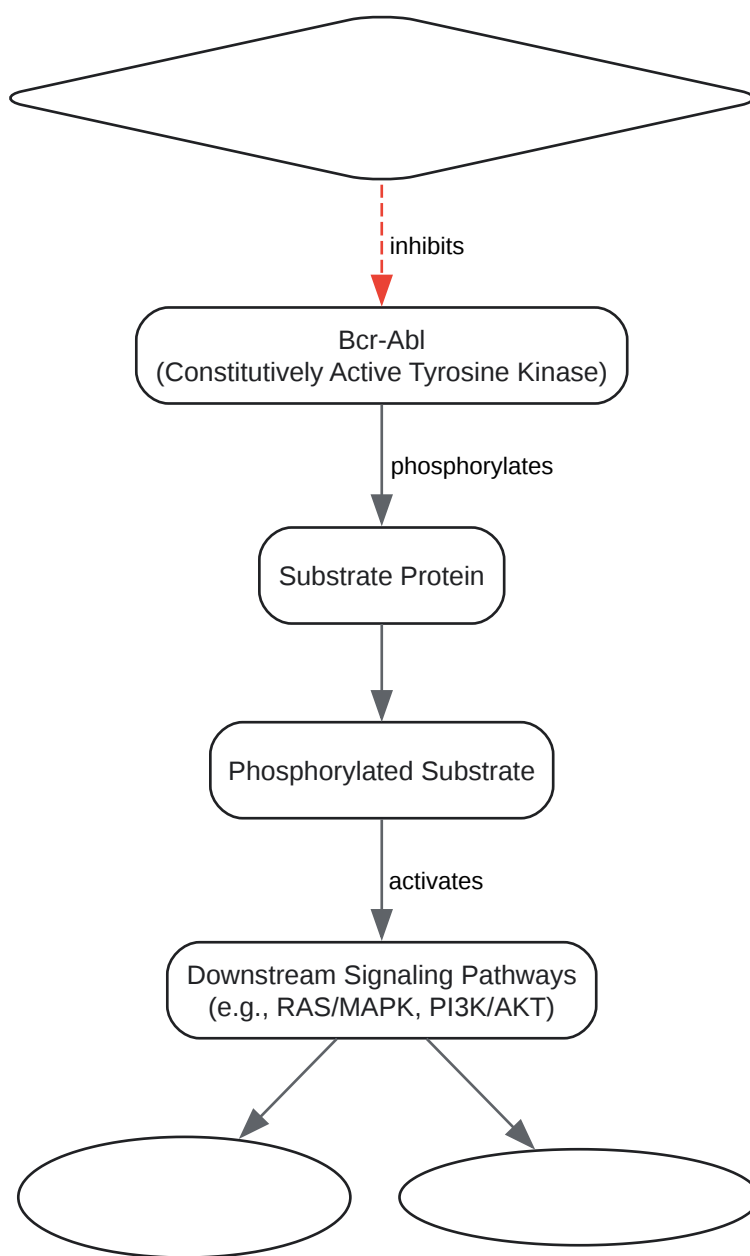 inhibits
Bcr-Abl
(Constitutively Active Tyrosine Kinase)
phosphorylates
Substrate Protein
Phosphorylated Substrate
activates
Downstream Signaling Pathways
(e.g., RAS/MAPK, PI3K/AKT)